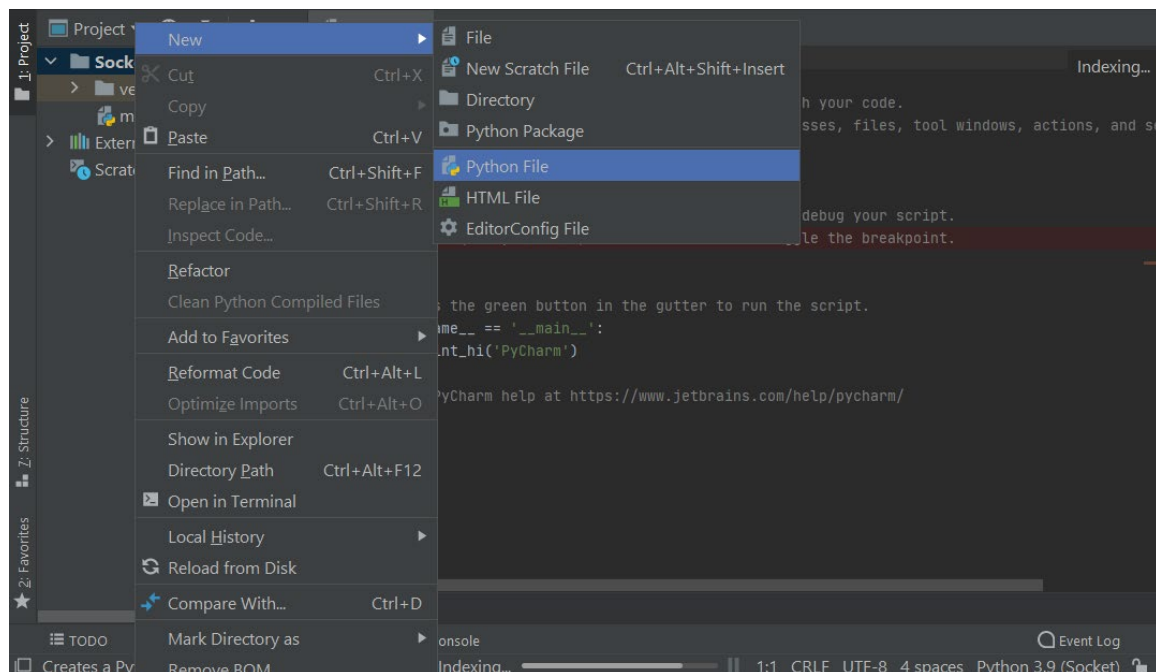 1: Project
Project
Sock
ve
m
Extern
Scrat
New
Cut Ctrl+X
Copy
Paste Ctrl+V
Find in Path... Ctrl+Shift+F
Replace in Path... Ctrl+Shift+R
Inspect Code...
Refactor
Clean Python Compiled Files
Add to Favorites
Reformat Code Ctrl+Alt+L
Optimize Imports Ctrl+Alt+O
Show in Explorer
Directory Path Ctrl+Alt+F12
Open in Terminal
Local History
Reload from Disk
Compare With... Ctrl+D
Mark Directory as
Remove BOM
File
New Scratch File Ctrl+Alt+Shift+Insert
Directory
Python Package
Python File
HTML File
EditorConfig File
Indexing...
h your code.
sses, files, tool windows, actions, and se
debug your script.
gle the breakpoint.
s the green button in the gutter to run the script.
ame__ == '__main__':
int_hi('PyCharm')
PyCharm help at https://www.jetbrains.com/help/pycharm/
Z: Structure
2: Favorites
TODO
onsole
Event Log
Creates a Py
Indexing...
1:1 CRLF UTF-8 4 spaces Python 3.9 (Socket)